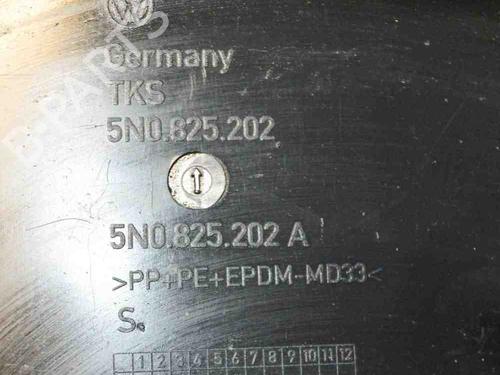 Germany
TKS
5N0.825.202
5N0.825.202 A
>PP+PE+EPDM-MD33<
S.
1 2 3 4 5 6 7 8 9 10 11 12
B-PARTS